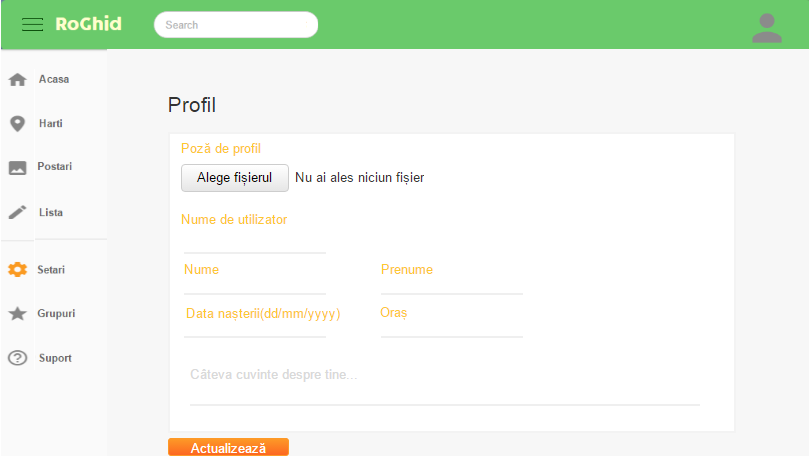 RoGhid
Search
Acasa
Harti
Postari
Lista
Setari
Grupuri
Suport
Profil
Poză de profil
Alege fișierul Nu ai ales niciun fișier
Nume de utilizator
Nume Prenume
Data nașterii(dd/mm/yyyy) Oraș
Câteva cuvinte despre tine...
Actualizează